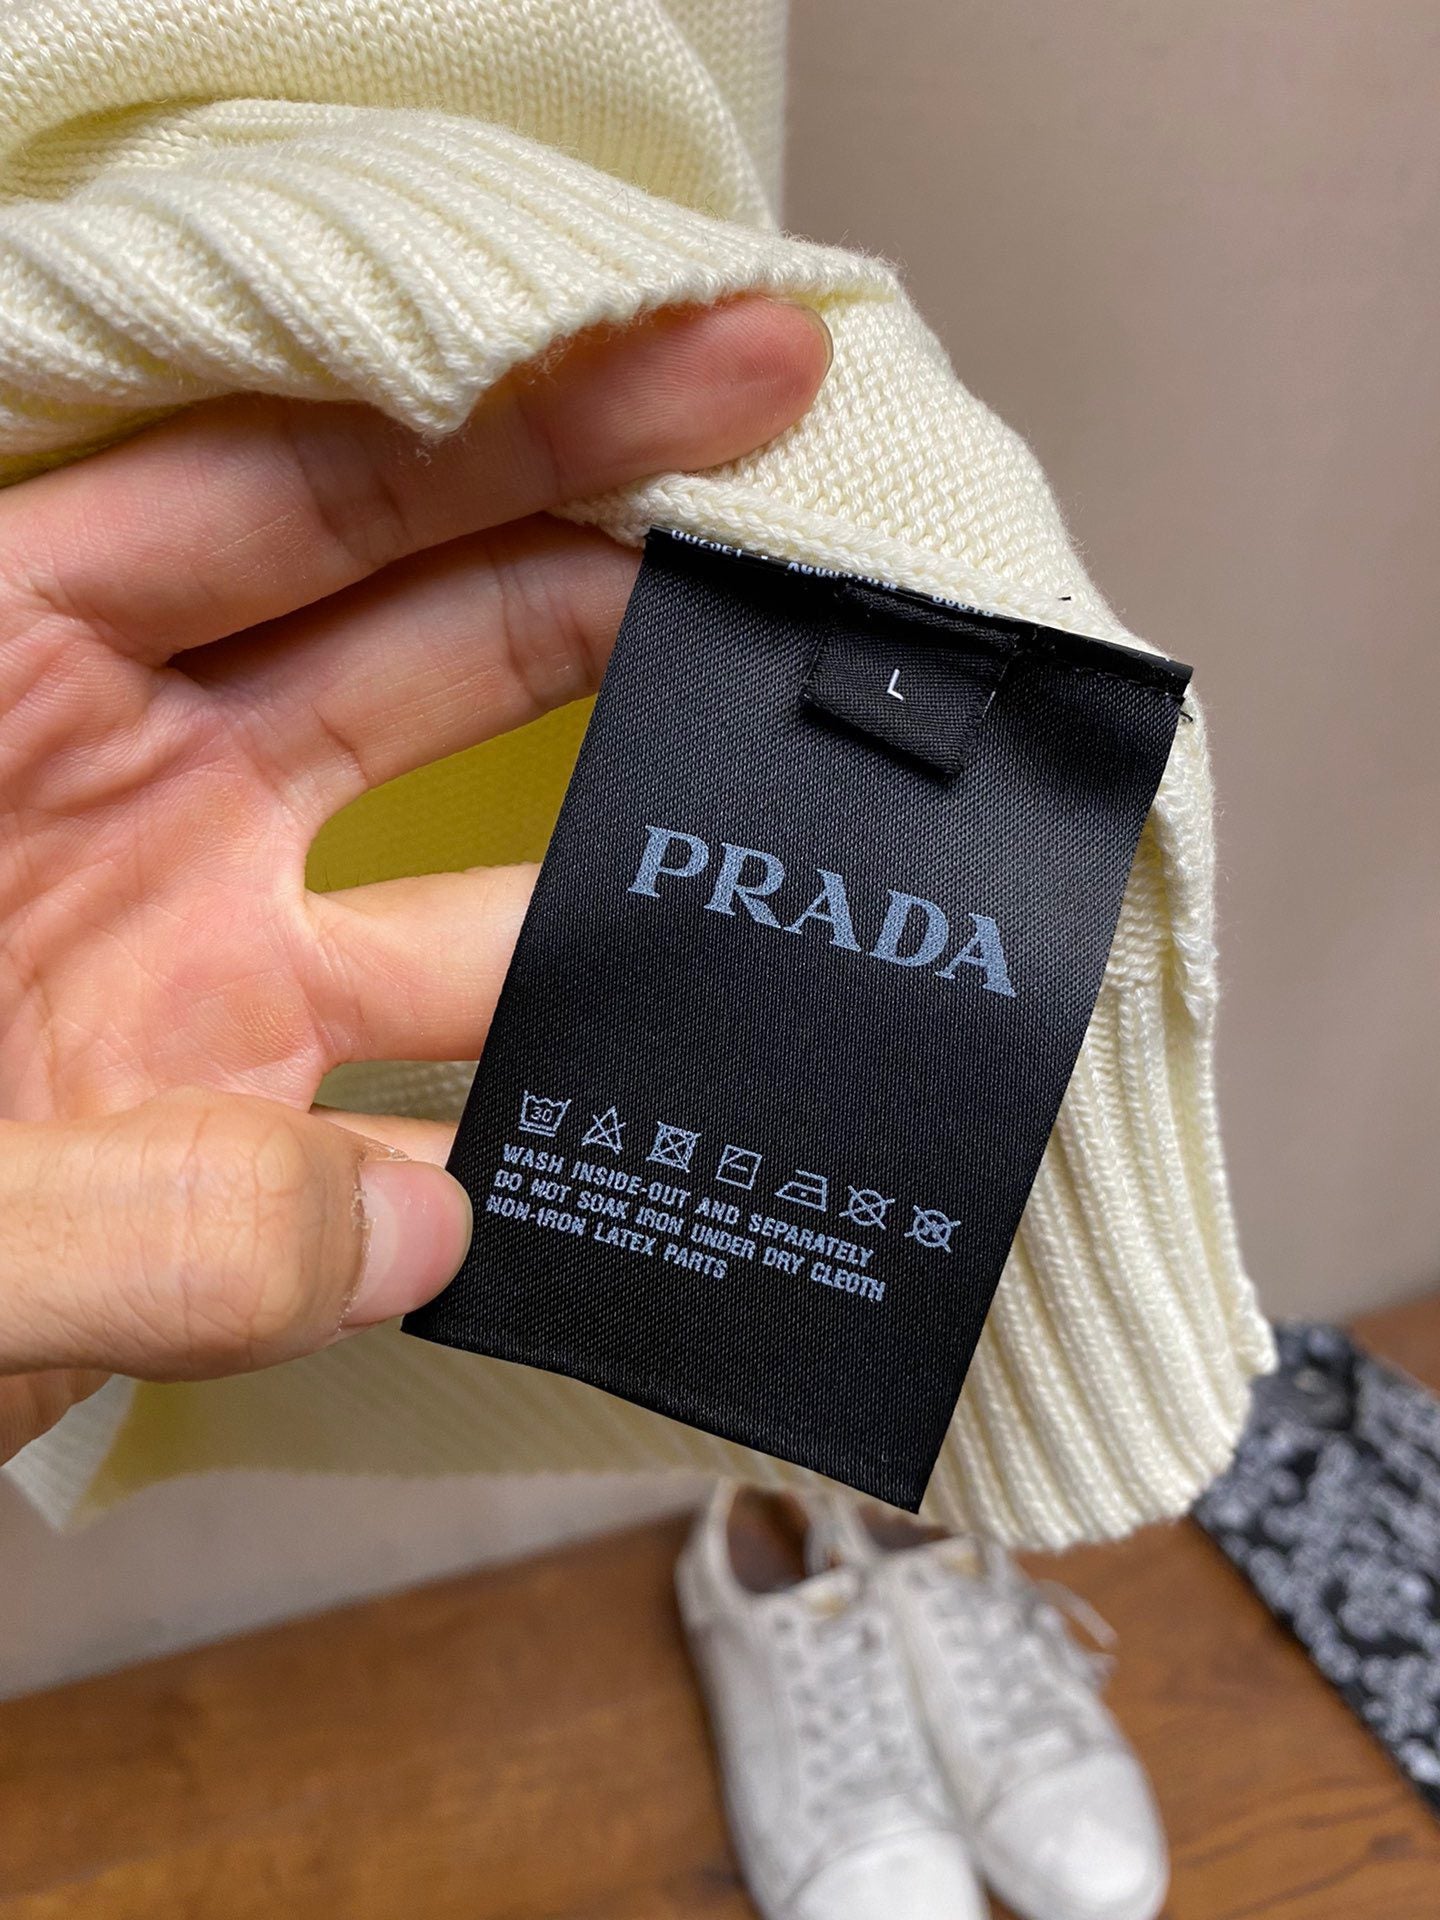 L
PRADA
30
WASH INSIDE-OUT AND SEPARATELY
DO NOT SOAK IRON UNDER DRY CLEOTH
NON-IRON LATEX PARTS